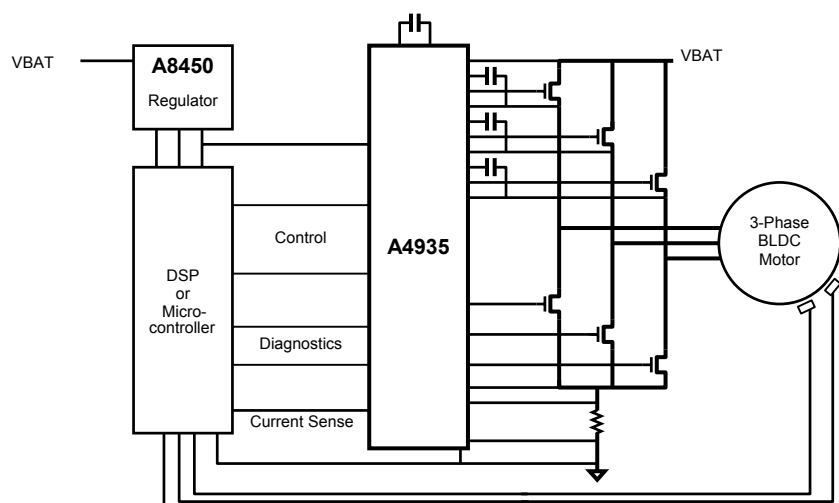 VBAT
A8450
Regulator
VBAT
Control
A4935
3-Phase
BLDC
Motor
DSP
or
Micro-
controller
Diagnostics
Current Sense